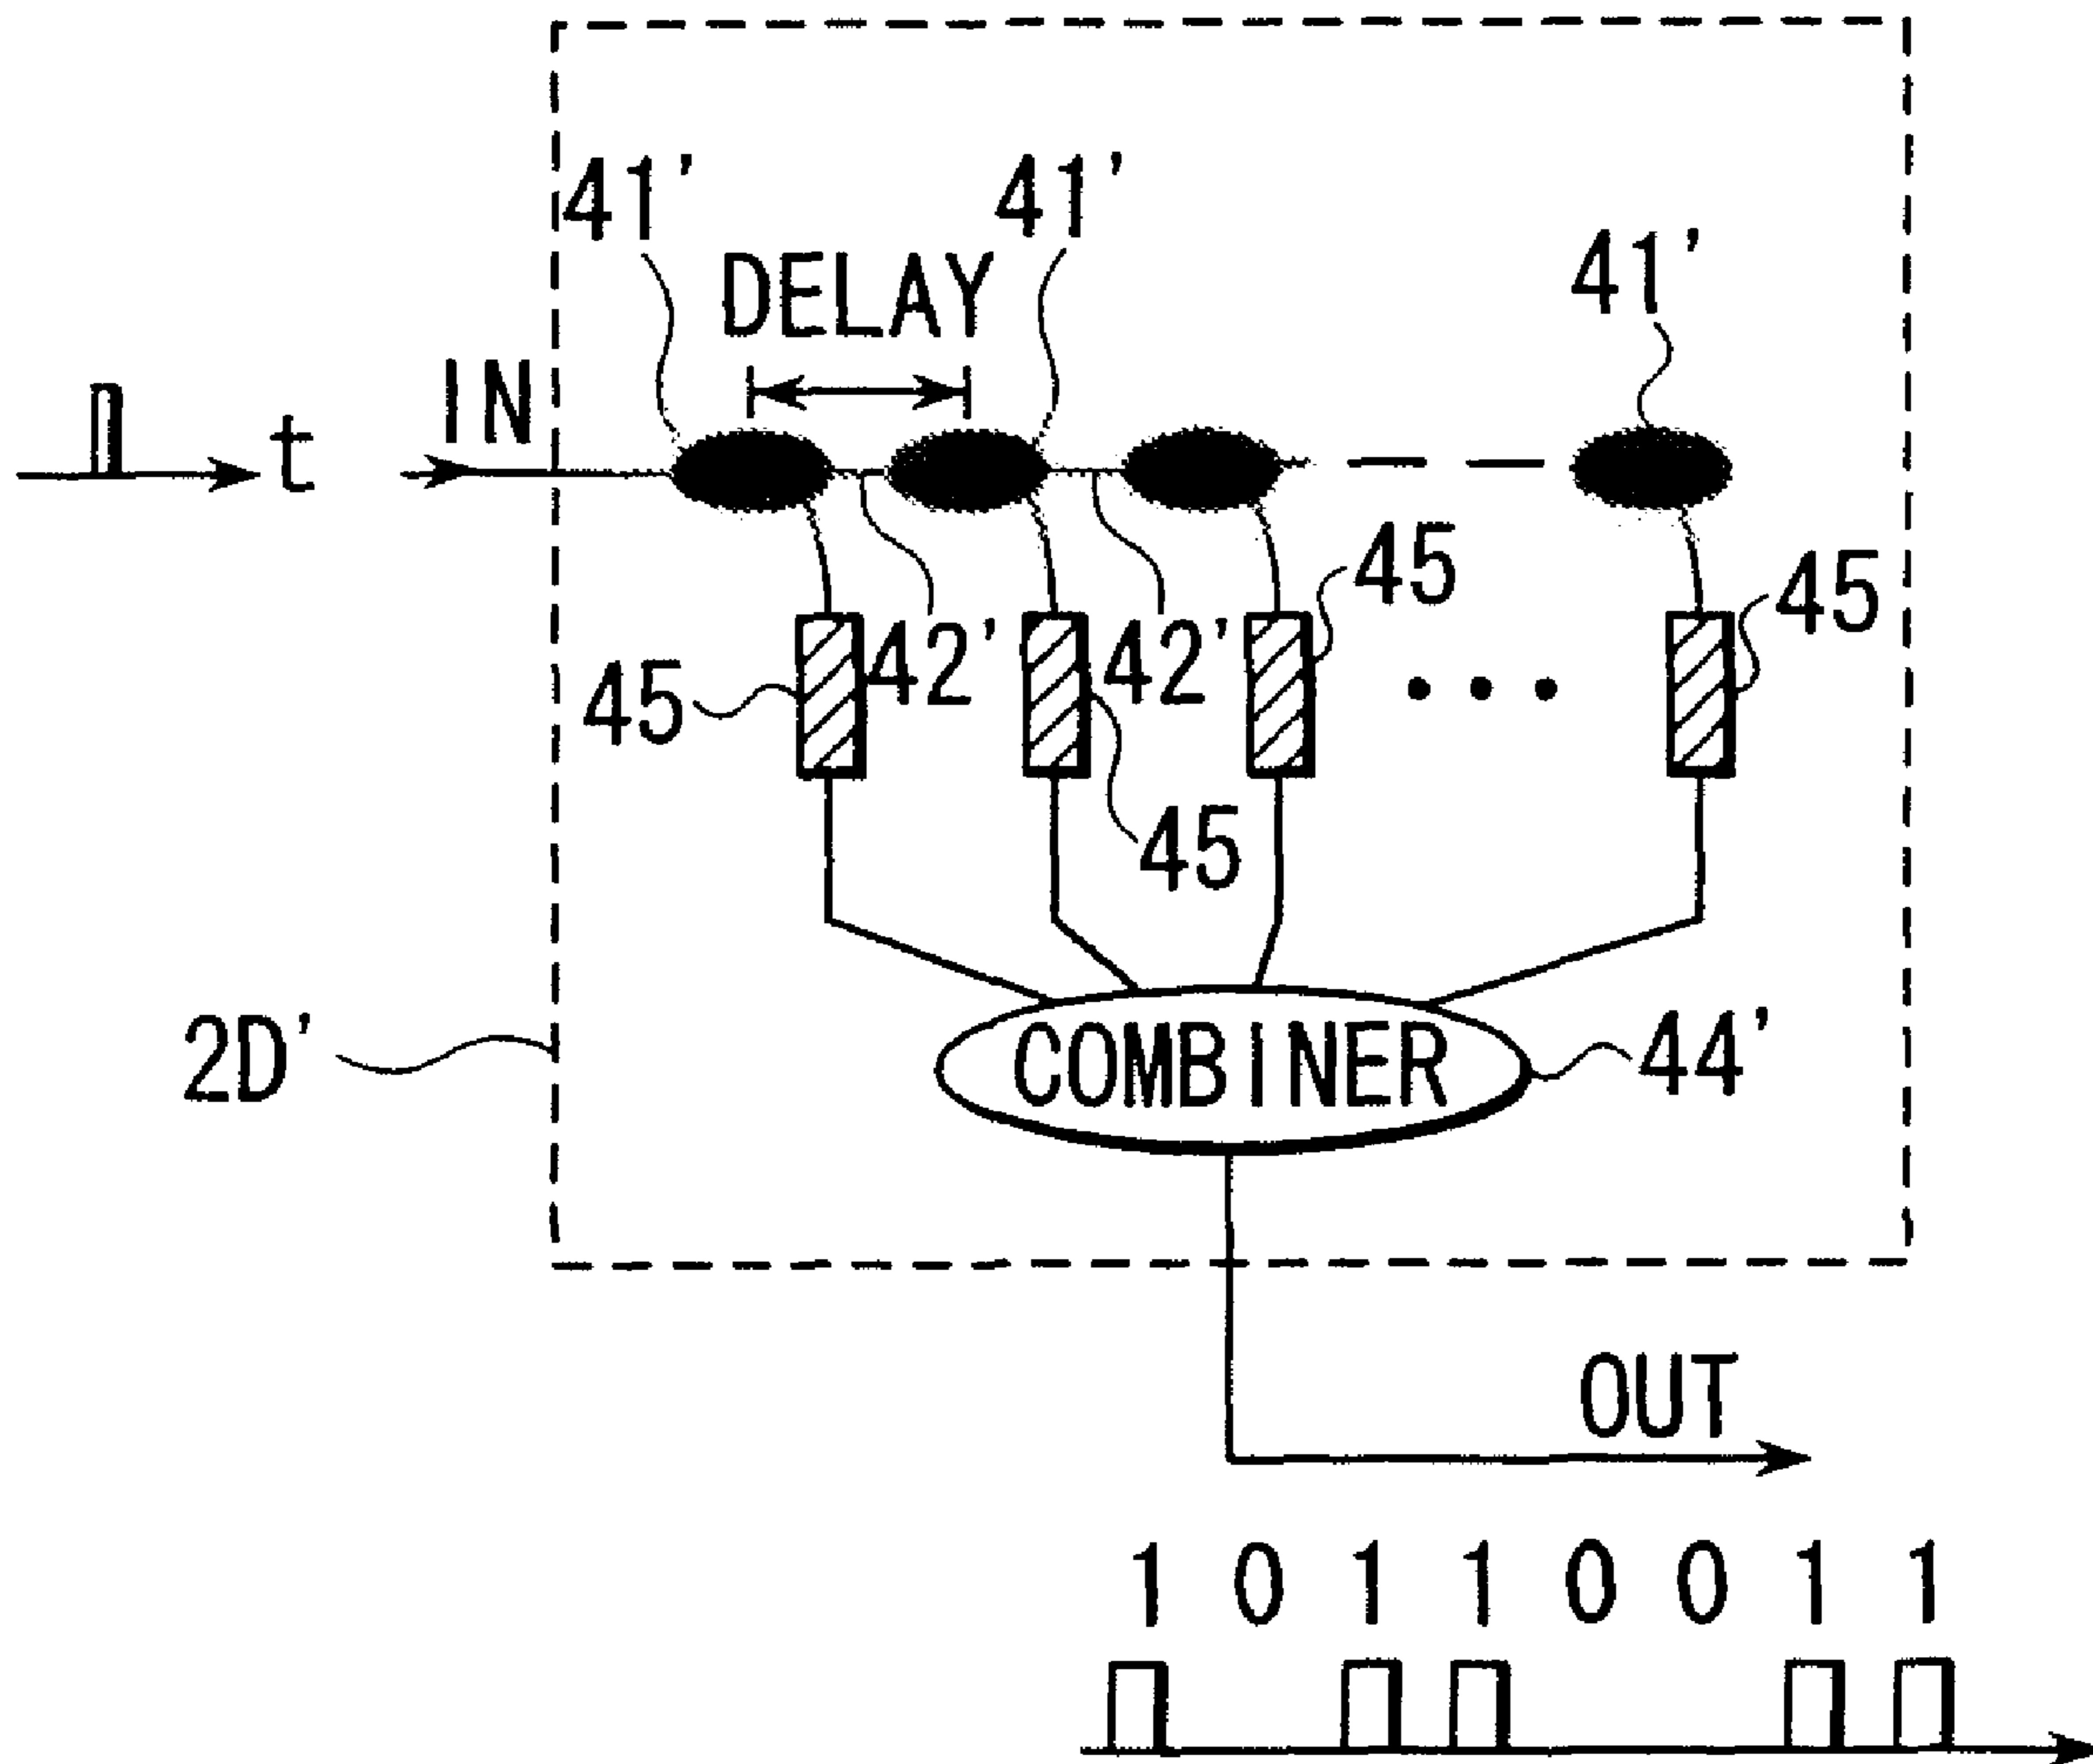 41' 41'
41'
DELAY
IN
t
45 45
45 42' 42'
45
2D' COMBINER 44'
OUT
1 0 1 1 0 0 1 1